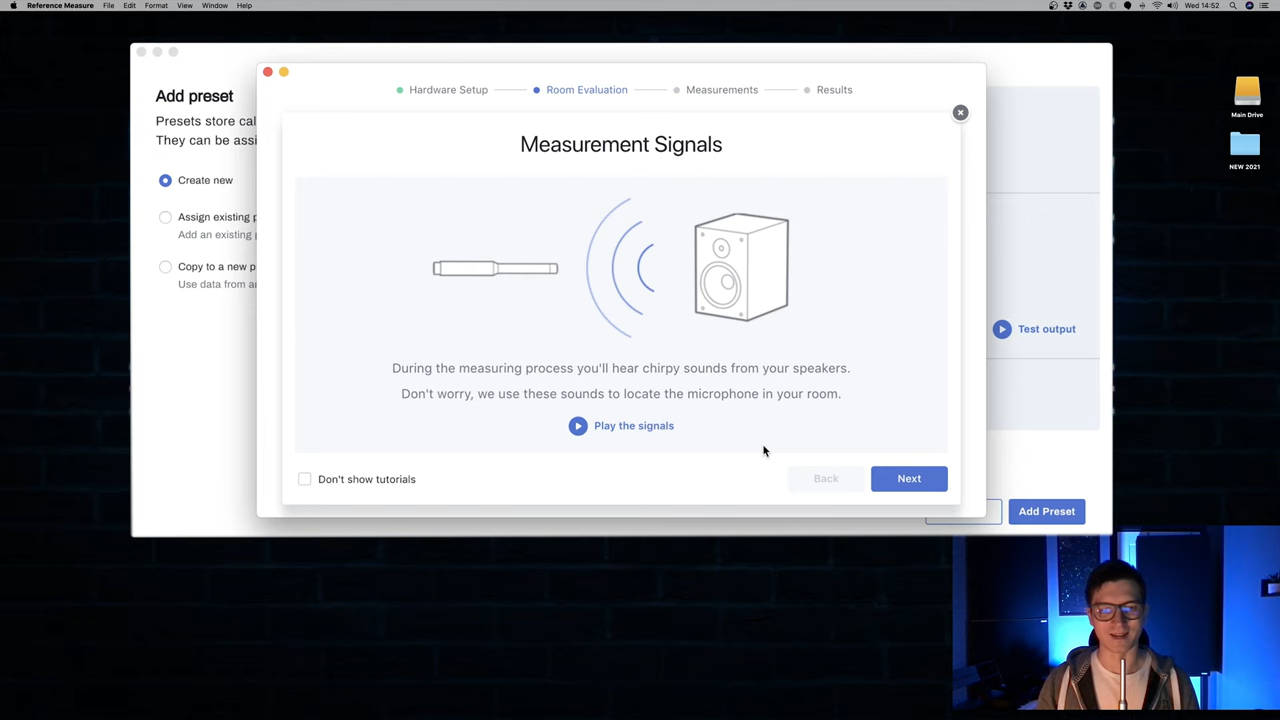 Reference Measure File Edit Format View Window Help
Wed 14:52
Add preset
Presets store cal
They can be assi
Create new
Assign existing p
Add an existing p
Copy to a new p
Use data from an
Hardware Setup
Room Evaluation
Measurements
Results
Measurement Signals
During the measuring process you'll hear chirpy sounds from your speakers.
Don't worry, we use these sounds to locate the microphone in your room.
Play the signals
Don't show tutorials
Back
Next
Test output
Add Preset
Main Drive
NEW 2021